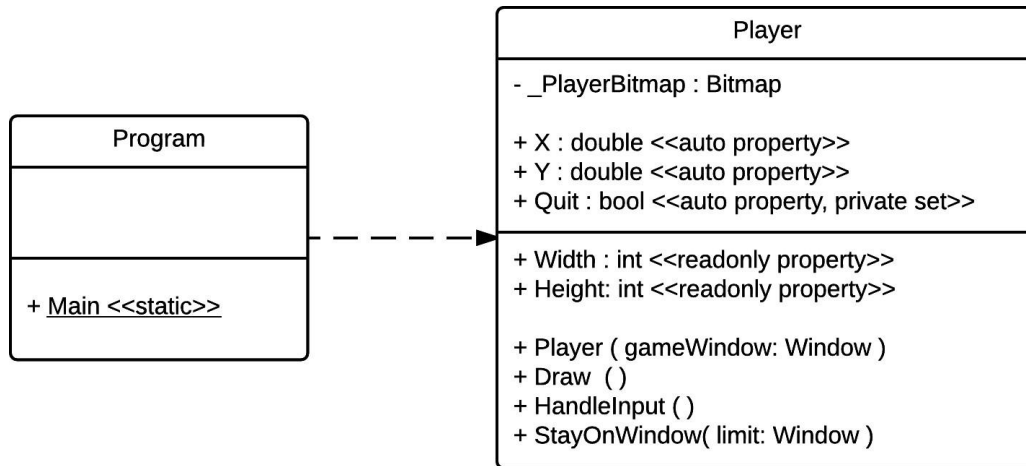 Program
+ Main <<static>>
Player
- _PlayerBitmap : Bitmap
+ X : double <<auto property>>
+ Y : double <<auto property>>
+ Quit : bool <<auto property, private set>>
+ Width : int <<readonly property>>
+ Height: int <<readonly property>>
+ Player ( gameWindow: Window )
+ Draw ( )
+ HandleInput ( )
+ StayOnWindow( limit: Window )